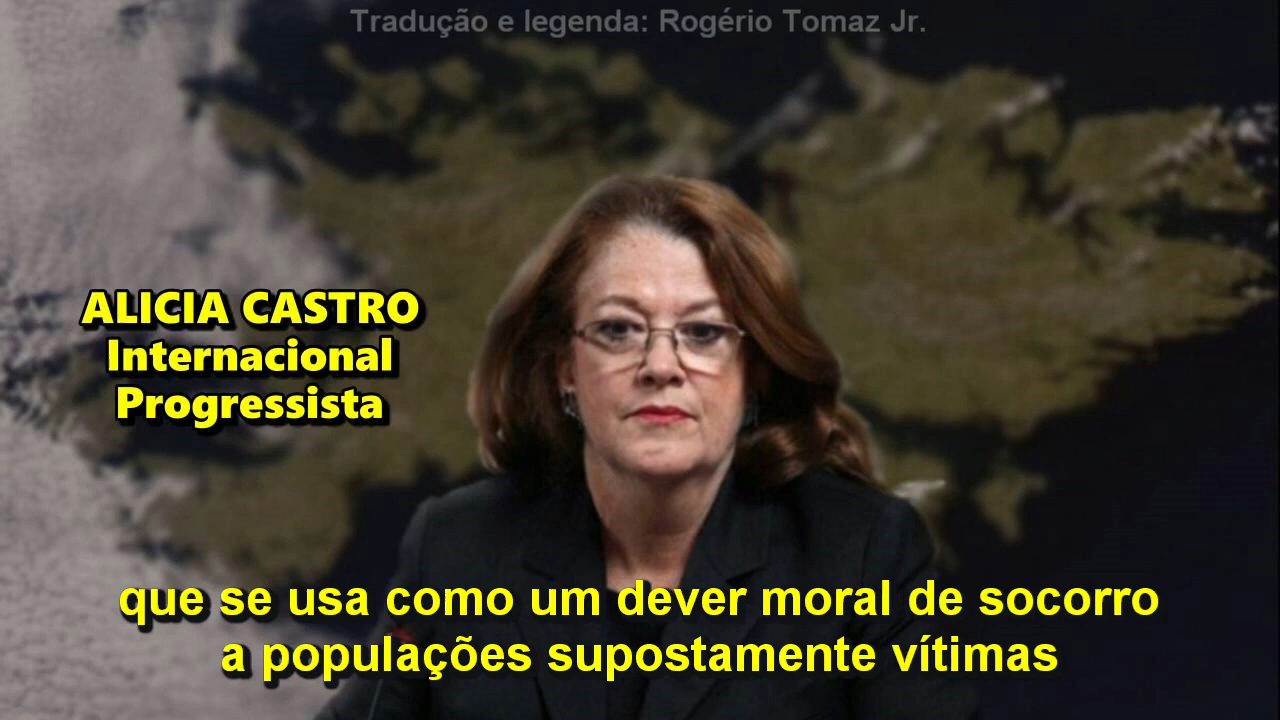 Tradução e legenda: Rogério Tomaz Jr.
ALICIA CASTRO
Internacional
Progressista
que se usa como um dever moral de socorro
a populações supostamente vítimas